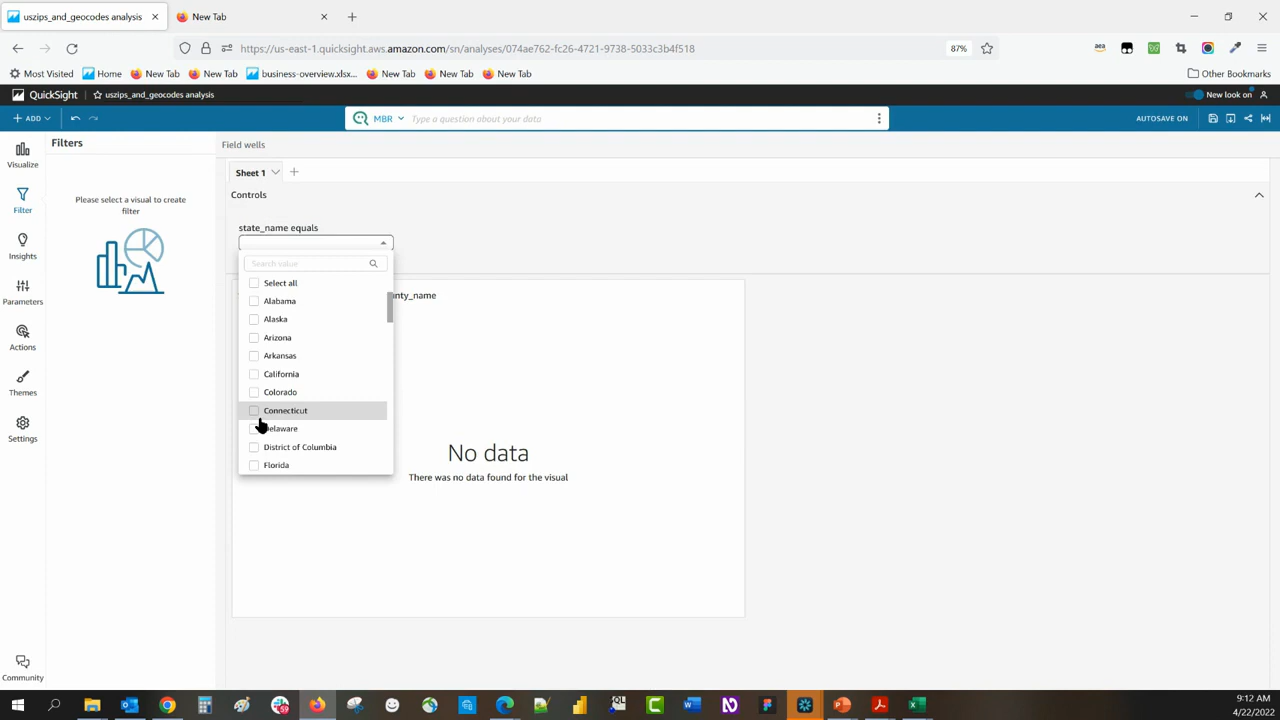 uszips_and_geocodes analysis
New Tab
https://us-east-1.quicksight.aws.amazon.com/sn/analyses/074ae762-fc26-4721-9738-5033c3b4f518
87%
Most Visited
Home
New Tab
New Tab
business-overview.xlsx...
New Tab
New Tab
New Tab
Other Bookmarks
QuickSight
uszips_and_geocodes analysis
New look on
ADD
MBR
Type a question about your data
AUTOSAVE ON
Visualize
Filter
Insights
Parameters
Actions
Themes
Settings
Community
Filters
Please select a visual to create
filter
Field wells
Sheet 1
Controls
state_name equals
Search value
Select all
Alabama
Alaska
Arizona
Arkansas
California
Colorado
Connecticut
elaware
District of Columbia
Florida
nty_name
No data
There was no data found for the visual
9:12 AM
4/22/2022